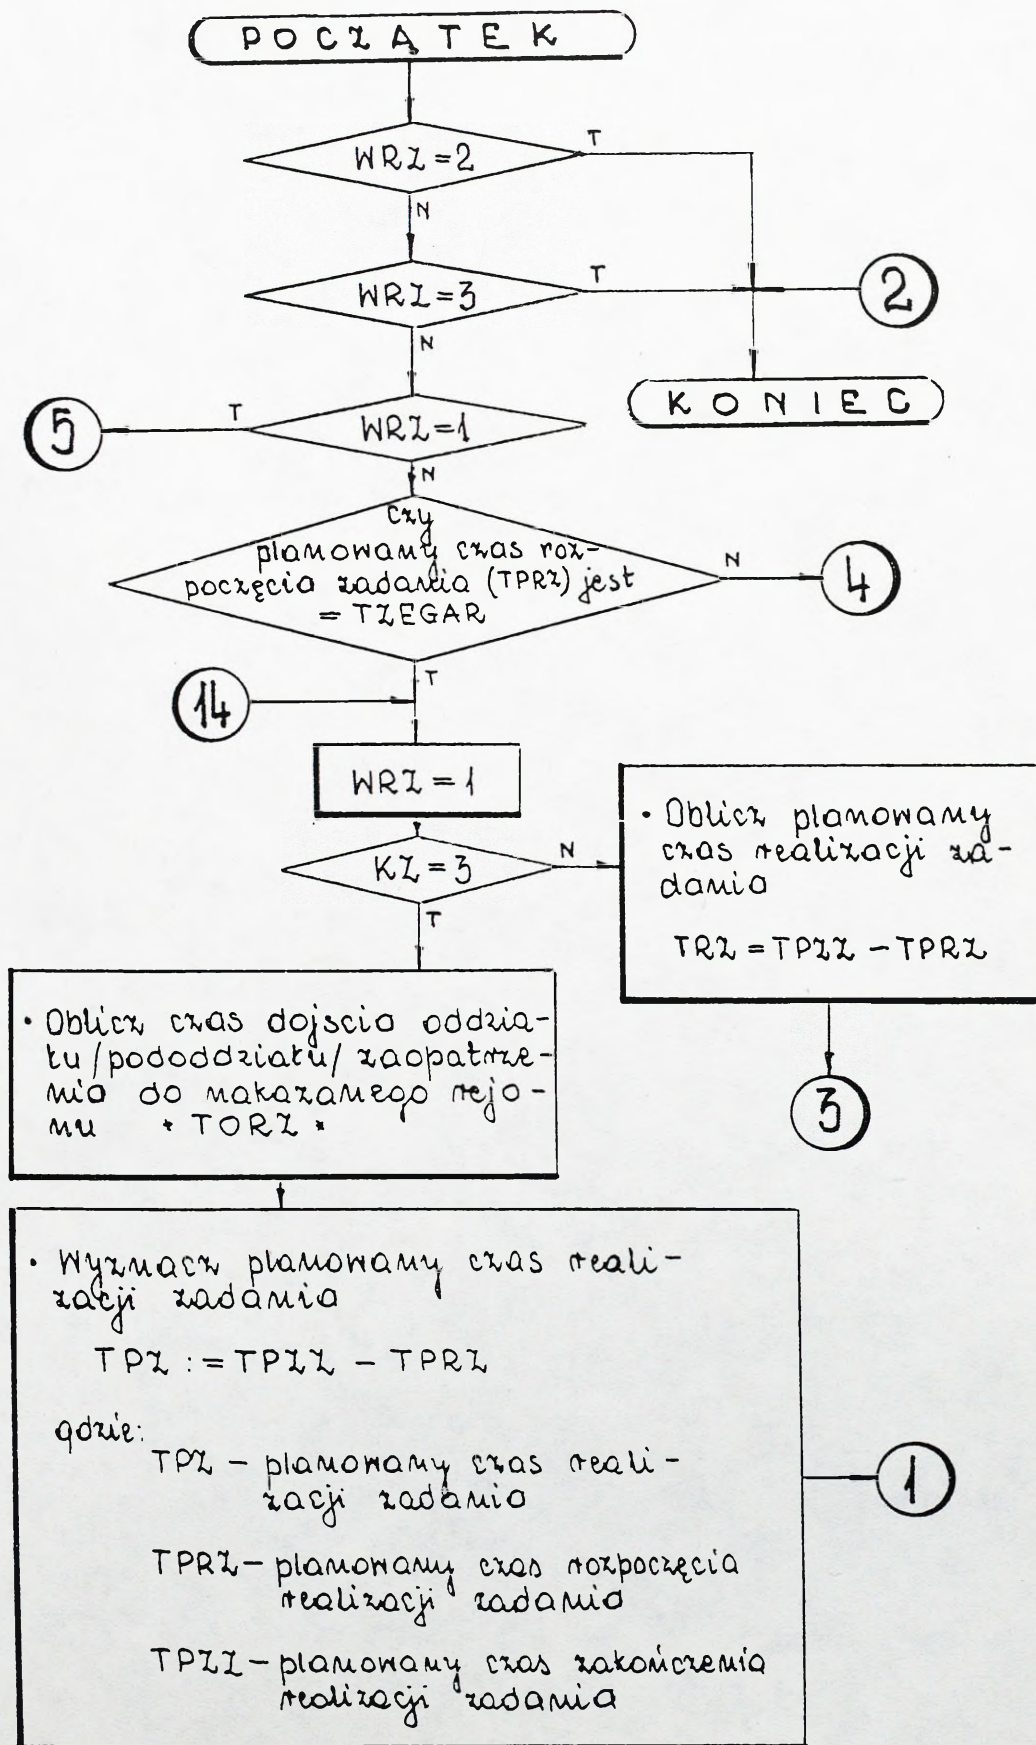 POCZĄTEK
WRZ=2
T
N
WRZ=3
T
2
N
KONIEC
5
T
WRZ=1
N
czy
planowany czas roz-
poczęcia zadania (TPRZ) jest
= TZEGAR
N
4
T
14
WRZ = 1
KZ = 3
N
T
• Oblicz planowany
czas realizacji za-
dania
TRZ = TPZZ - TPRZ
3
• Oblicz czas dojscia oddzia-
łu/pododdziału/ zaopatrze-
nia do nakazanego rejo-
nu * TORZ *
• Wyznacz planowany czas reali-
zacji zadania
TPZ := TPZZ - TPRZ
gdzie:
TPZ - planowany czas reali-
zacji zadania
TPRZ - planowany czas rozpoczęcia
realizacji zadania
TPZZ - planowany czas zakończenia
realizacji zadania
1